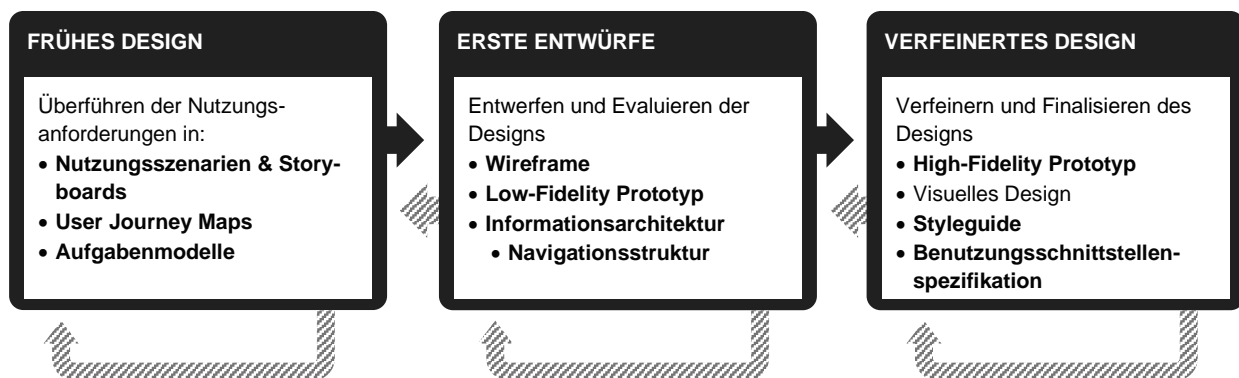 FRÜHES DESIGN
Überführen der Nutzungs-
anforderungen in:
• Nutzungsszenarien & Story-
boards
• User Journey Maps
• Aufgabenmodelle
ERSTE ENTWÜRFE
Entwerfen und Evaluieren der
Designs
• Wireframe
• Low-Fidelity Prototyp
• Informationsarchitektur
• Navigationsstruktur
VERFEINERTES DESIGN
Verfeinern und Finalisieren des
Designs
• High-Fidelity Prototyp
• Visuelles Design
• Styleguide
• Benutzungsschnittstellen-
spezifikation